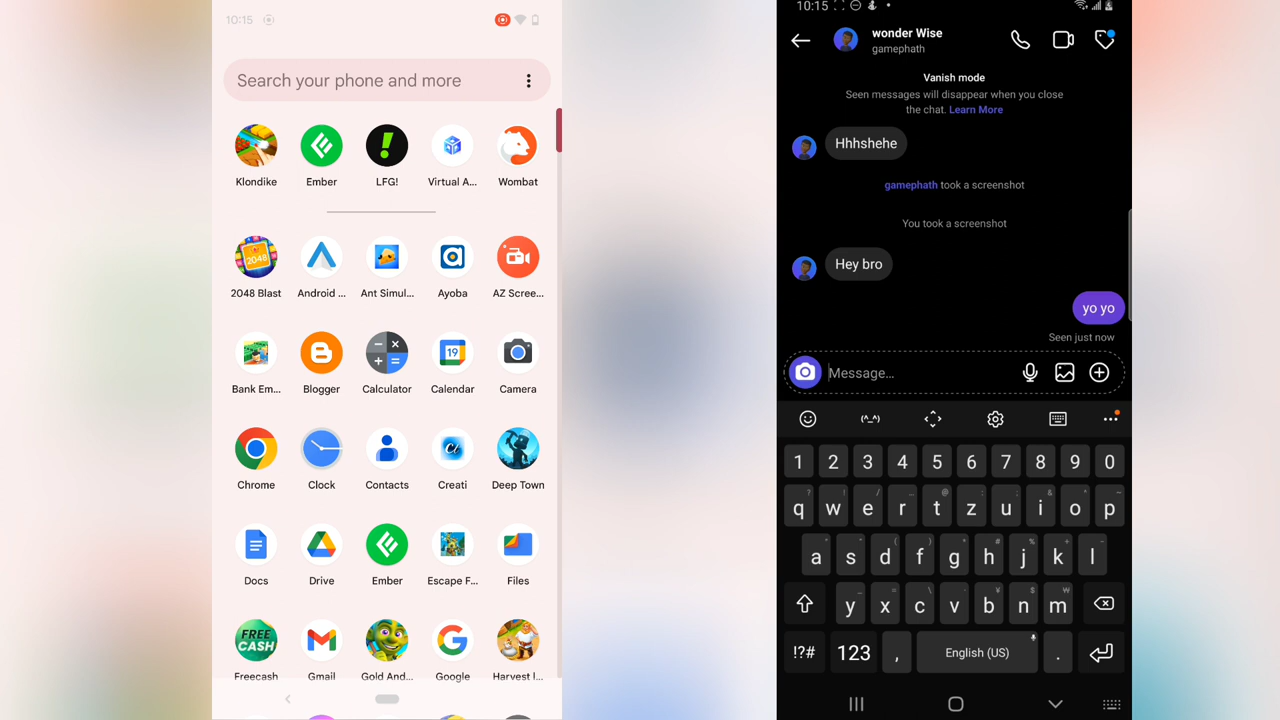 10:15
Search your phone and more
Klondike
Ember
LFG!
Virtual A...
Wombat
2048
2048 Blast
Android ...
Ant Simul...
Ayoba
AZ Scree...
19
Bank Em...
Blogger
Calculator
Calendar
Camera
Chrome
Clock
Contacts
Creati
Deep Town
Docs
Drive
Ember
Escape F...
Files
FREE
CASH
Freecash
Gmail
Gold And...
Google
Harvest I...
10:15
wonder Wise
gamephath
Vanish mode
Seen messages will disappear when you close
the chat. Learn More
Hhhshehe
gamephath took a screenshot
You took a screenshot
Hey bro
yo yo
Seen just now
Message...
(^_^)
1 2 3 4 5 6 7 8 9 0
q w e r t z u i o p
a s d f g h j k l
y x c v b n m
!?# 123 , English (US) .